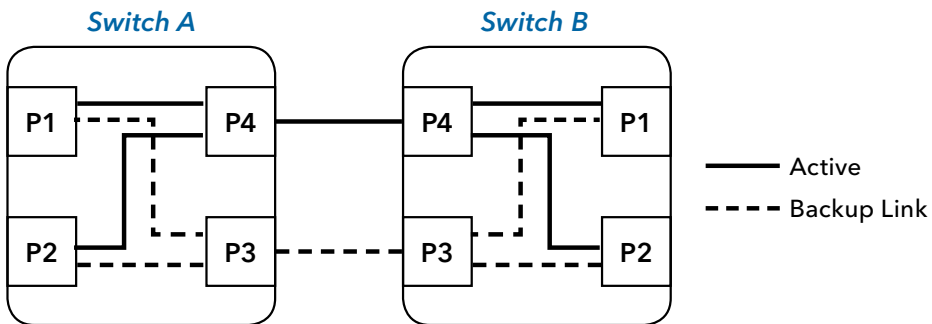 Switch A
Switch B
P1
P4
P4
P1
Active
Backup Link
P2
P3
P3
P2